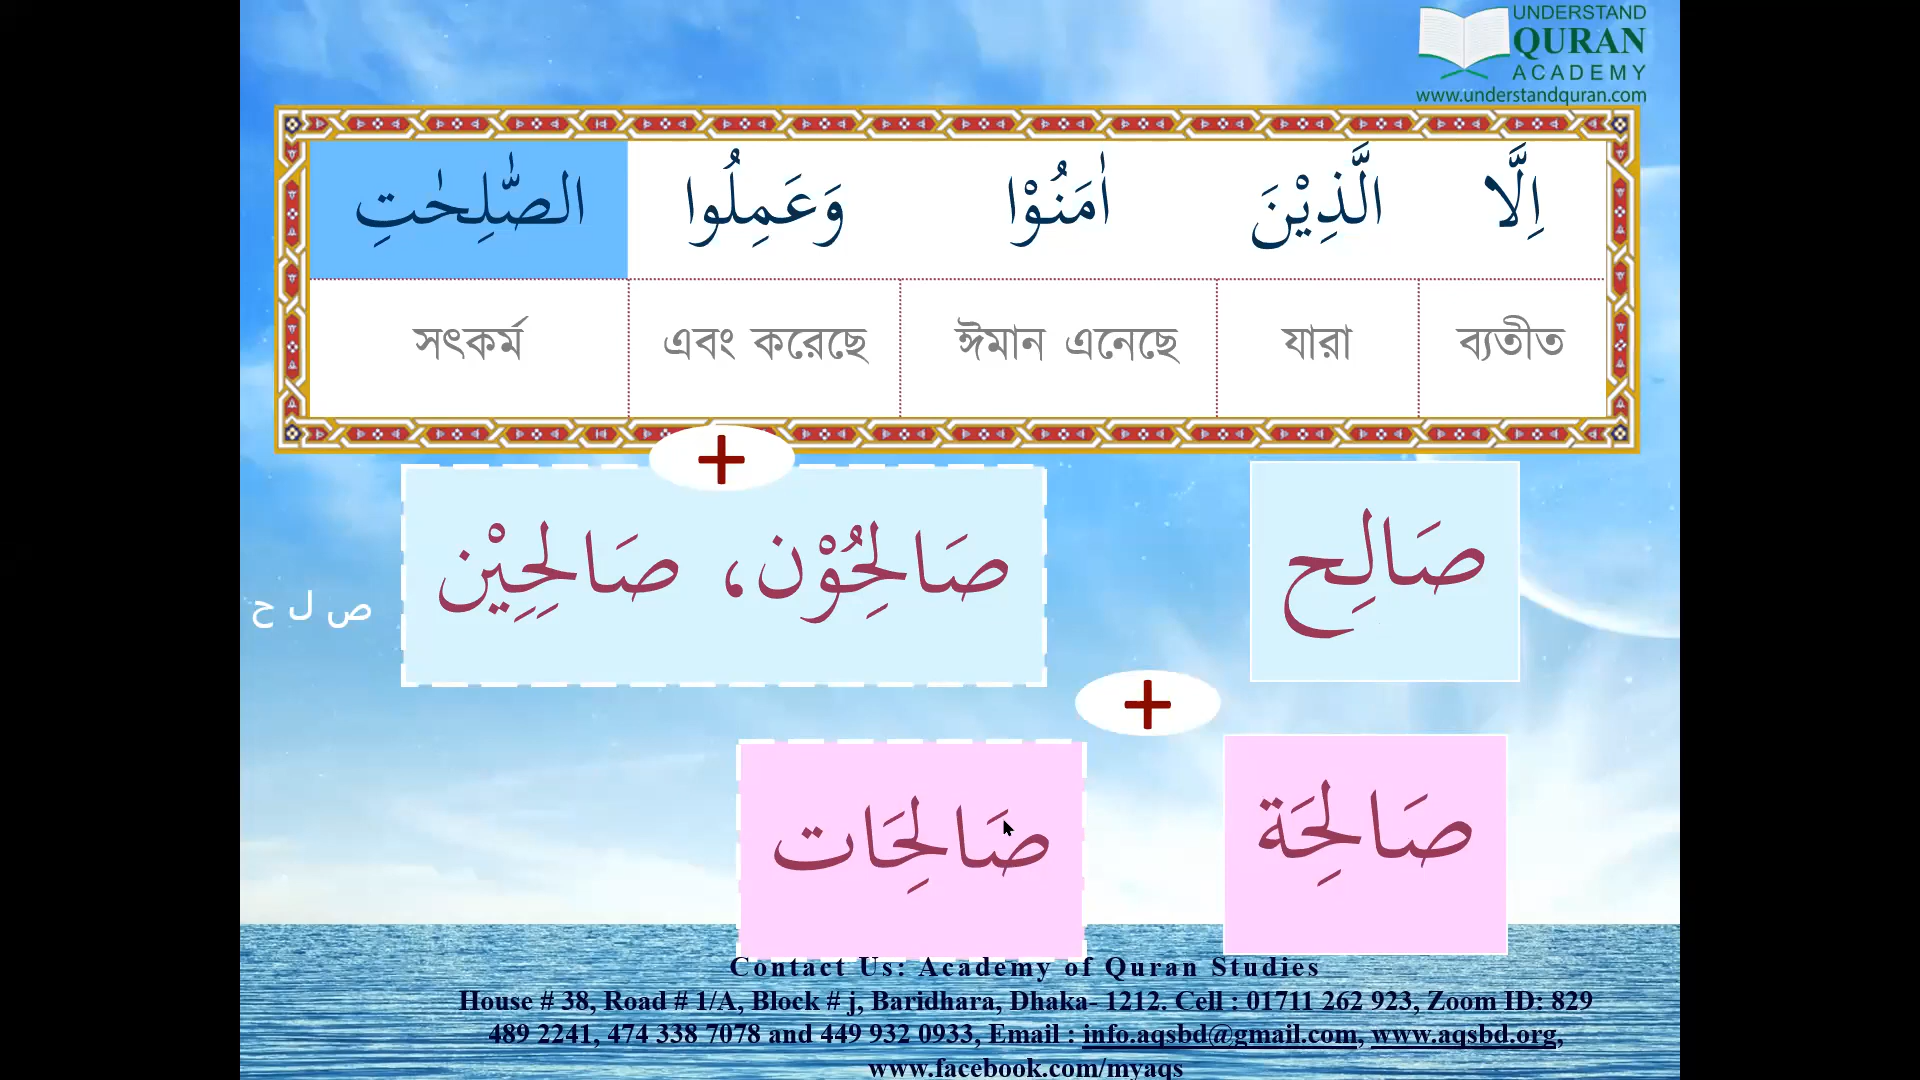 UNDERSTAND
QURAN
ACADEMY
www.understandquran.com
اِلَّا الَّذِيْنَ اٰمَنُوْا وَعَمِلُوا الصّٰلِحٰتِ
ব্যতীত যারা ঈমান এনেছে এবং করেছে সৎকর্ম
+
صَالِح
صَالِحُوْن، صَالِحِيْن
ص ل ح
+
صَالِحَة
صَالِحَات
Contact Us: Academy of Quran Studies
House # 38, Road # 1/A, Block # j, Baridhara, Dhaka- 1212. Cell : 01711 262 923, Zoom ID: 829
489 2241, 474 338 7078 and 449 932 0933, Email : info.aqsbd@gmail.com, www.aqsbd.org,
www.facebook.com/myaqs